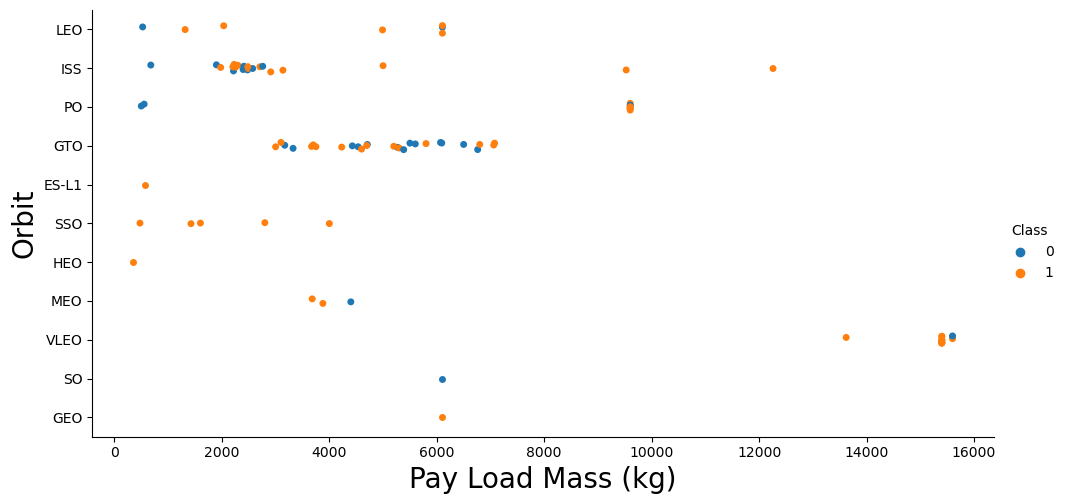 LEO
ISS
PO
GTO
ES-L1
SSO
HEO
MEO
VLEO
SO
GEO
Orbit
0
2000
4000
6000
8000
10000
12000
14000
16000
Pay Load Mass (kg)
Class
0
1